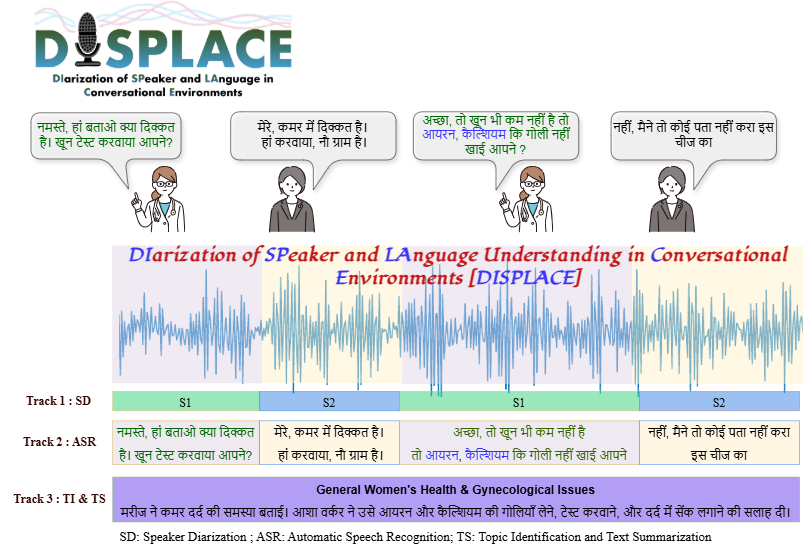 DISPLACE
DIarization of SPeaker and LAnguage in
Conversational Environments
नमस्ते, हां बताओ क्या दिक्कत
है। खून टेस्ट करवाया आपने?
मेरे, कमर में दिक्कत है।
हां करवाया, नौ ग्राम है।
अच्छा, तो खून भी कम नहीं है तो
आयरन, कैल्शियम कि गोली नहीं
खाई आपने ?
नहीं, मैने तो कोई पता नहीं करा इस
चीज का
DIarization of SPeaker and LAnguage Understanding in Conversational
Environments [DISPLACE]
Track 1 : SD
S1
S2
S1
S2
Track 2 : ASR
नमस्ते, हां बताओ क्या दिक्कत
है। खून टेस्ट करवाया आपने?
मेरे, कमर में दिक्कत है।
हां करवाया, नौ ग्राम है।
अच्छा, तो खून भी कम नहीं है
तो आयरन, कैल्शियम कि गोली नहीं खाई आपने
नहीं, मैने तो कोई पता नहीं करा
इस चीज का
Track 3 : TI & TS
General Women's Health & Gynecological Issues
मरीज ने कमर दर्द की समस्या बताई। आशा वर्कर ने उसे आयरन और कैल्शियम की गोलियाँ लेने, टेस्ट करवाने, और दर्द में सेंक लगाने की सलाह दी।
SD: Speaker Diarization ; ASR: Automatic Speech Recognition; TS: Topic Identification and Text Summarization